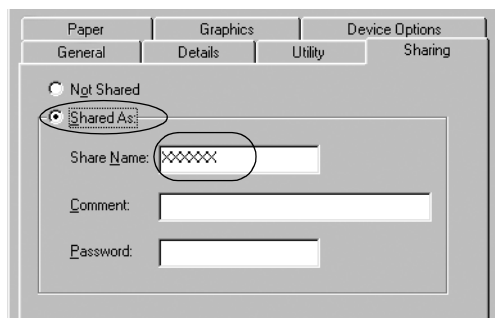 Paper Graphics Device Options
General Details Utility Sharing
Not Shared
Shared As:
Share Name: XXXXXX
Comment:
Password: